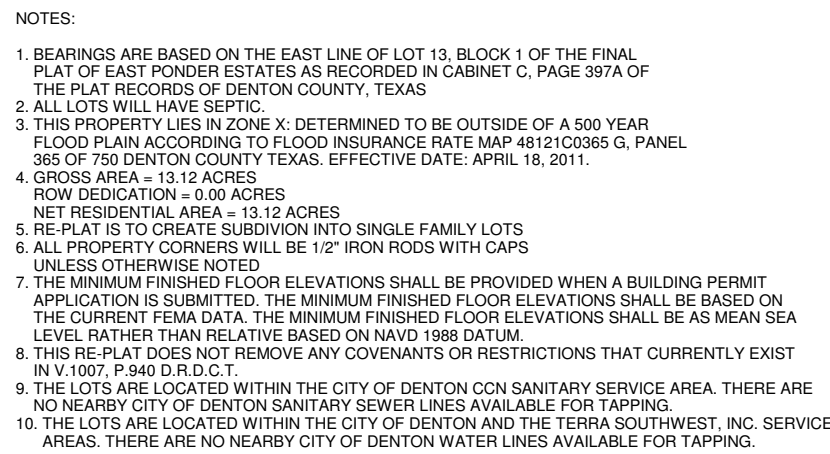 NOTES:
1. BEARINGS ARE BASED ON THE EAST LINE OF LOT 13, BLOCK 1 OF THE FINAL
PLAT OF EAST PONDER ESTATES AS RECORDED IN CABINET C, PAGE 397A OF
THE PLAT RECORDS OF DENTON COUNTY, TEXAS
2. ALL LOTS WILL HAVE SEPTIC.
3. THIS PROPERTY LIES IN ZONE X: DETERMINED TO BE OUTSIDE OF A 500 YEAR
FLOOD PLAIN ACCORDING TO FLOOD INSURANCE RATE MAP 48121C0365 G, PANEL
365 OF 750 DENTON COUNTY TEXAS. EFFECTIVE DATE: APRIL 18, 2011.
4. GROSS AREA = 13.12 ACRES
ROW DEDICATION = 0.00 ACRES
NET RESIDENTIAL AREA = 13.12 ACRES
5. RE-PLAT IS TO CREATE SUBDIVION INTO SINGLE FAMILY LOTS
6. ALL PROPERTY CORNERS WILL BE 1/2" IRON RODS WITH CAPS
UNLESS OTHERWISE NOTED
7. THE MINIMUM FINISHED FLOOR ELEVATIONS SHALL BE PROVIDED WHEN A BUILDING PERMIT
APPLICATION IS SUBMITTED. THE MINIMUM FINISHED FLOOR ELEVATIONS SHALL BE BASED ON
THE CURRENT FEMA DATA. THE MINIMUM FINISHED FLOOR ELEVATIONS SHALL BE AS MEAN SEA
LEVEL RATHER THAN RELATIVE BASED ON NAVD 1988 DATUM.
8. THIS RE-PLAT DOES NOT REMOVE ANY COVENANTS OR RESTRICTIONS THAT CURRENTLY EXIST
IN V.1007, P.940 D.R.D.C.T.
9. THE LOTS ARE LOCATED WITHIN THE CITY OF DENTON CCN SANITARY SERVICE AREA. THERE ARE
NO NEARBY CITY OF DENTON SANITARY SEWER LINES AVAILABLE FOR TAPPING.
10. THE LOTS ARE LOCATED WITHIN THE CITY OF DENTON AND THE TERRA SOUTHWEST, INC. SERVICE
AREAS. THERE ARE NO NEARBY CITY OF DENTON WATER LINES AVAILABLE FOR TAPPING.